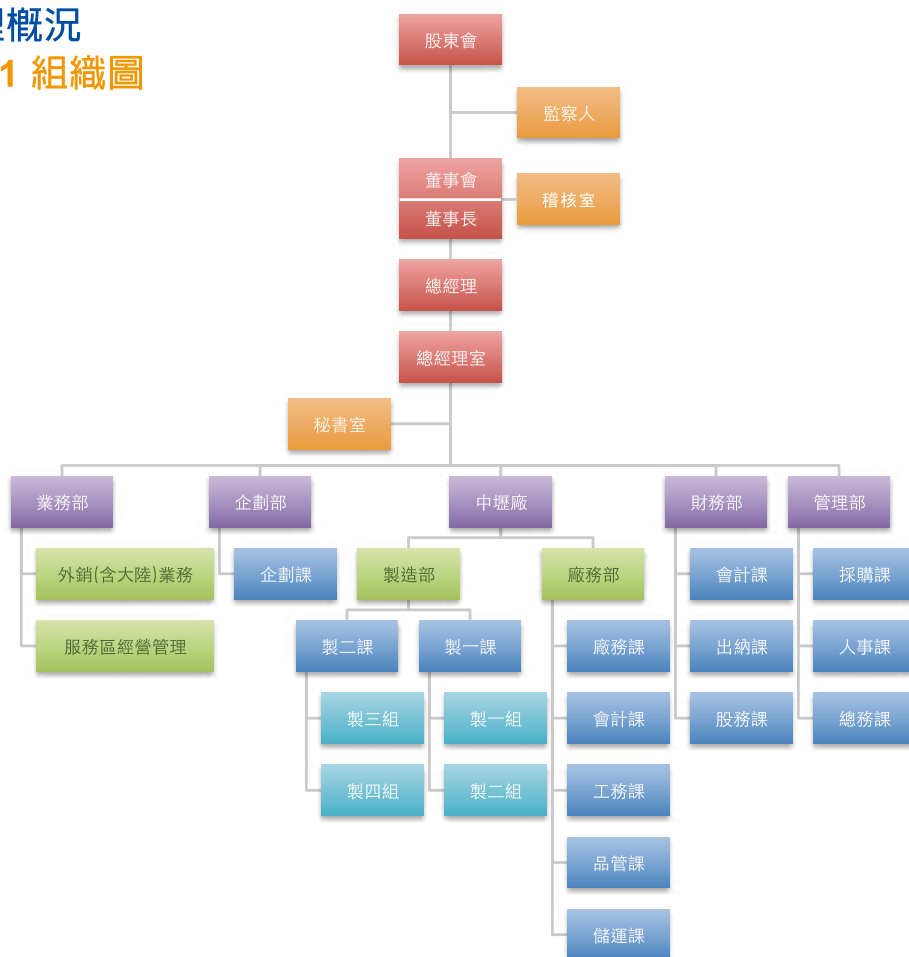 理概況
1 組織圖
股東會
監察人
董事會
稽核室
董事長
總經理
總經理室
秘書室
業務部
企劃部
中壢廠
財務部
管理部
外銷(含大陸)業務
企劃課
製造部
廠務部
會計課
採購課
服務區經營管理
製二課
製一課
廠務課
出納課
人事課
製三組
製一組
會計課
股務課
總務課
製四組
製二組
工務課
品管課
儲運課